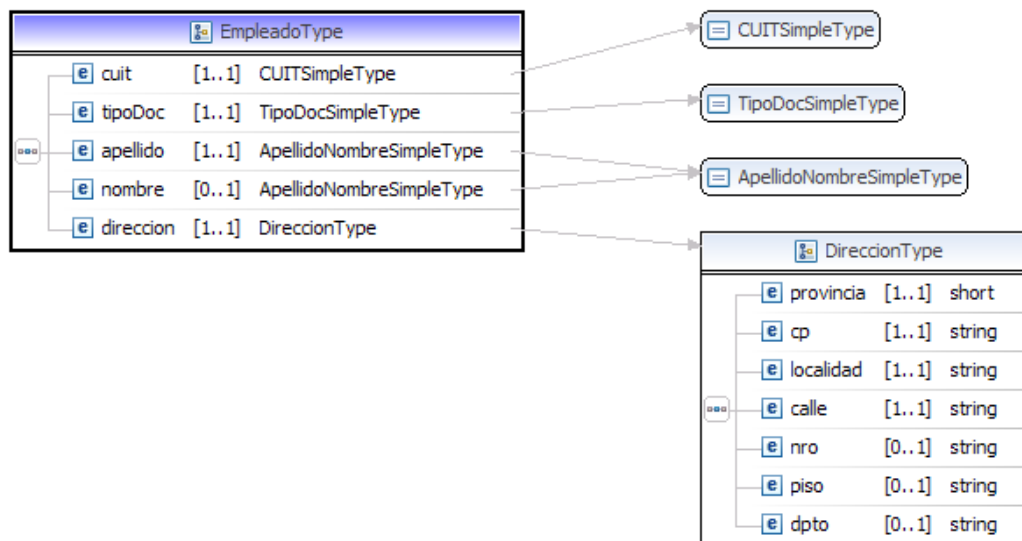 EmpleadoType
e cuit [1..1] CUITSimpleType
e tipoDoc [1..1] TipoDocSimpleType
e apellido [1..1] ApellidoNombreSimpleType
e nombre [0..1] ApellidoNombreSimpleType
e direccion [1..1] DireccionType
CUITSimpleType
TipoDocSimpleType
ApellidoNombreSimpleType
DireccionType
e provincia [1..1] short
e cp [1..1] string
e localidad [1..1] string
e calle [1..1] string
e nro [0..1] string
e piso [0..1] string
e dpto [0..1] string